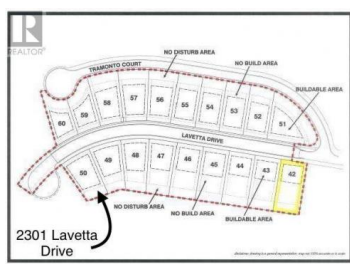 R
REALTOR®
NO DISTURB AREA
TRAMONTO COURT
NO BUILD AREA
BUILDABLE AREA
60
59
58
57
56
55
54
53
52
51
LAVETTA DRIVE
50
49
48
47
46
45
44
43
42
NO DISTURB AREA
NO BUILD AREA
BUILDABLE AREA
2301 Lavetta
Drive